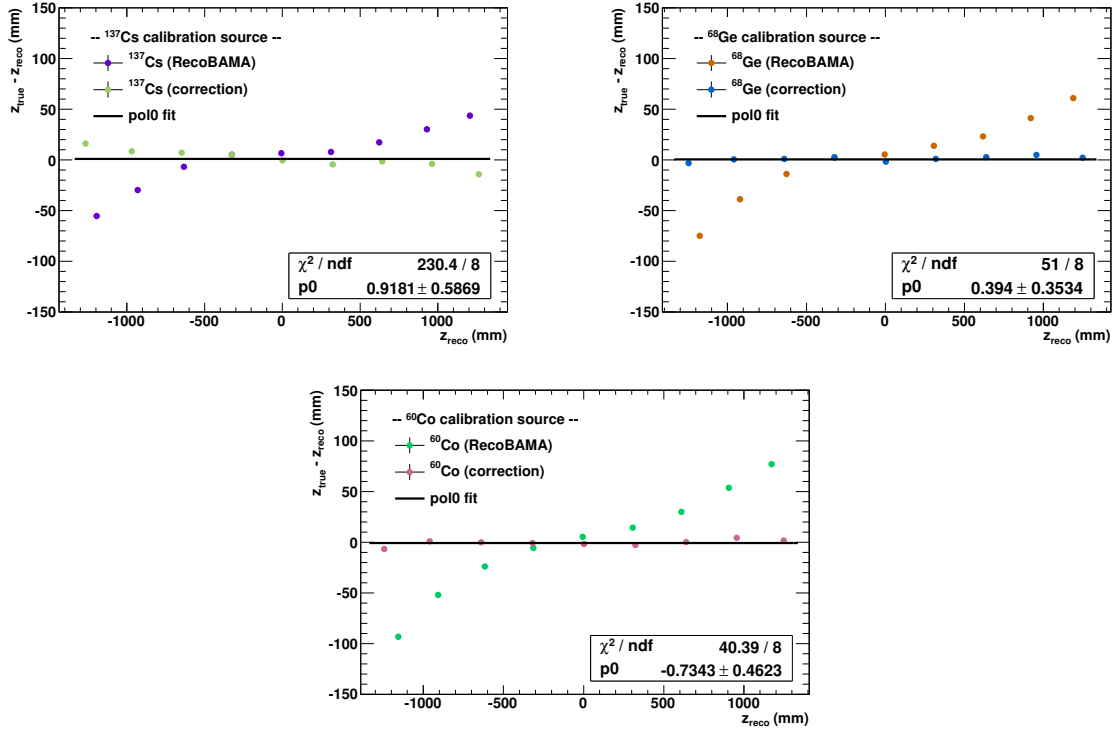 150
100
50
0
-50
-100
-150
z_true - z_reco (mm)
-- ¹³⁷Cs calibration source --
¹³⁷Cs (RecoBAMA)
¹³⁷Cs (correction)
pol0 fit
χ² / ndf 230.4 / 8
p0 0.9181 ± 0.5869
-1000 -500 0 500 1000
z_reco (mm)
150
100
50
0
-50
-100
-150
z_true - z_reco (mm)
-- ⁶⁸Ge calibration source --
⁶⁸Ge (RecoBAMA)
⁶⁸Ge (correction)
pol0 fit
χ² / ndf 51 / 8
p0 0.394 ± 0.3534
-1000 -500 0 500 1000
z_reco (mm)
150
100
50
0
-50
-100
-150
z_true - z_reco (mm)
-- ⁶⁰Co calibration source --
⁶⁰Co (RecoBAMA)
⁶⁰Co (correction)
pol0 fit
χ² / ndf 40.39 / 8
p0 -0.7343 ± 0.4623
-1000 -500 0 500 1000
z_reco (mm)